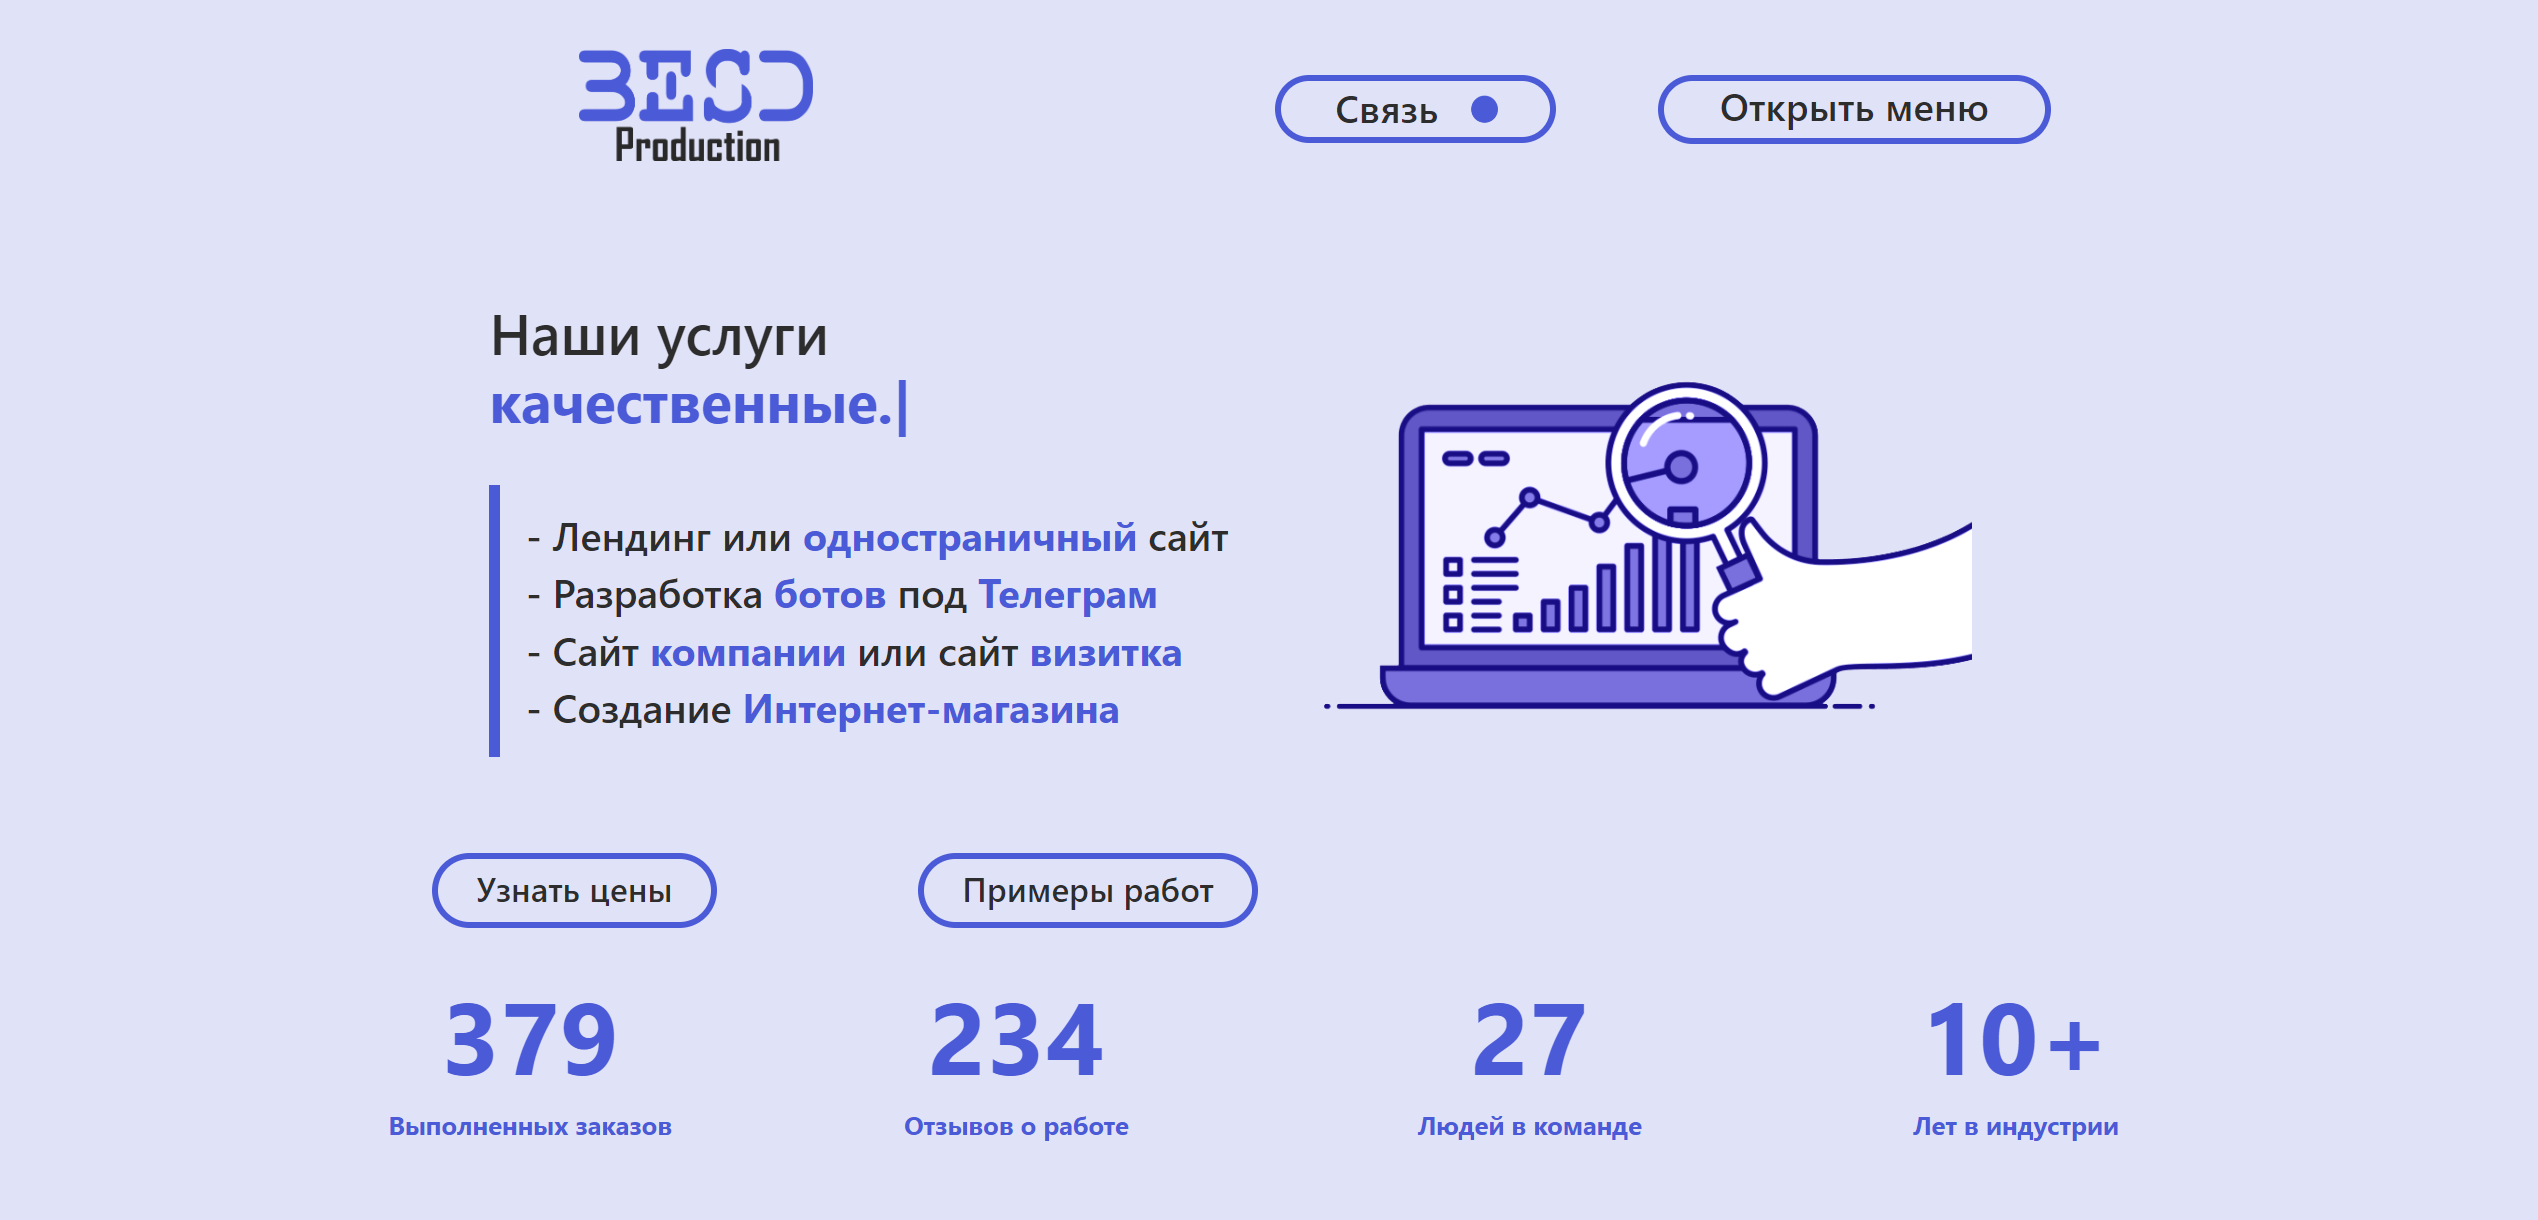 BESD
Production
Связь
Открыть меню
Наши услуги
качественные.|
- Лендинг или одностраничный сайт
- Разработка ботов под Телеграм
- Сайт компании или сайт визитка
- Создание Интернет-магазина
Узнать цены
Примеры работ
379
234
27
10+
Выполненных заказов
Отзывов о работе
Людей в команде
Лет в индустрии